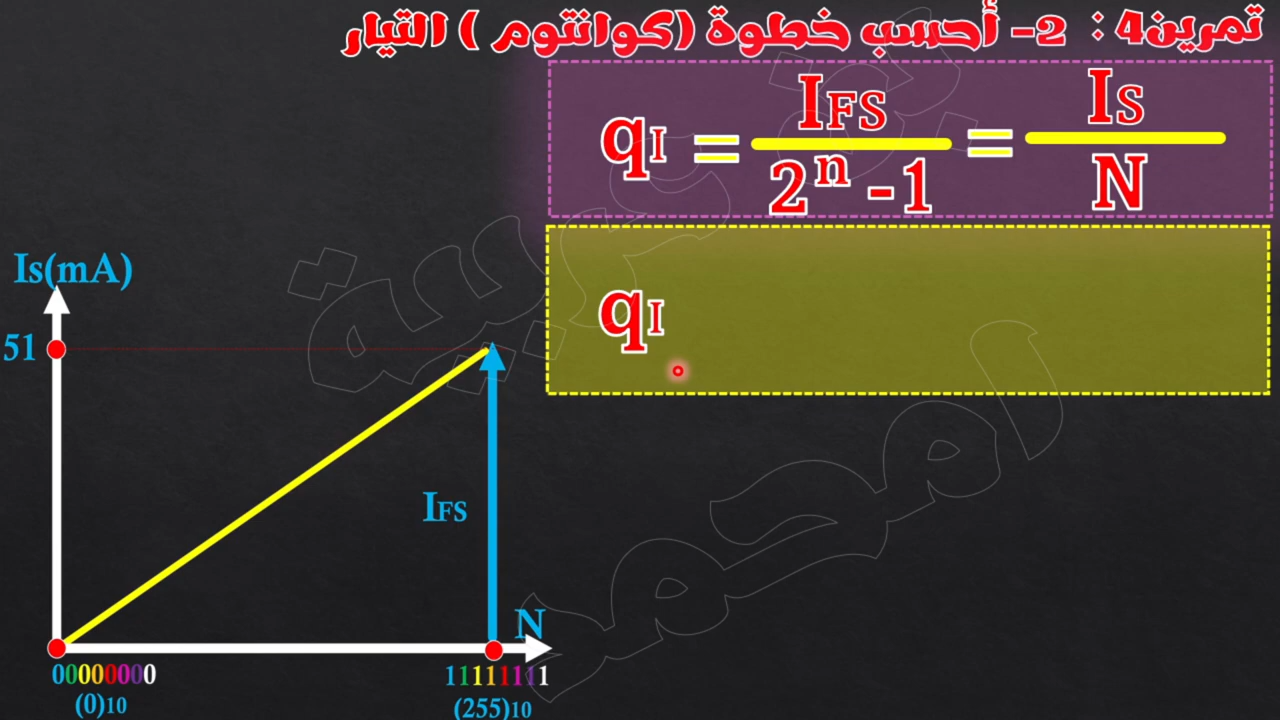 تمرين4 : 2- أحسب خطوة (كوانتوم ) التيار
qI = IFS / 2^n -1 = IS / N
qI
Is(mA)
51
IFS
N
00000000
11111111
(0)10
(255)10